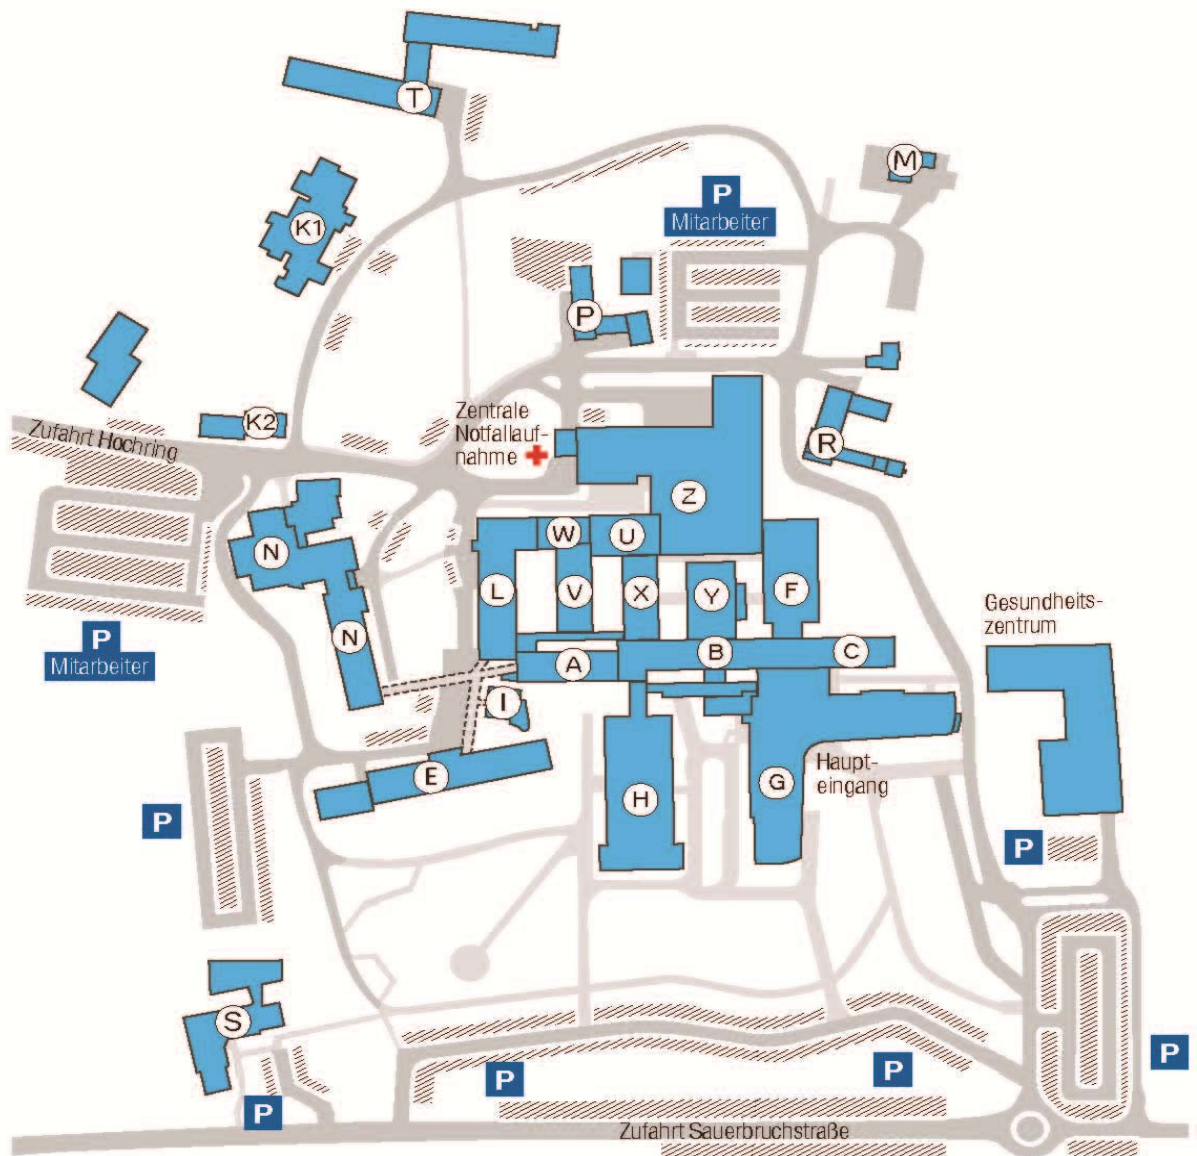 T
M
P
Mitarbeiter
K1
P
Zentrale
Notfallauf-
nahme
K2
R
Zufahrt Hochring
Z
N
W
U
L
V
X
Y
F
Gesundheits-
zentrum
P
Mitarbeiter
N
A
B
C
I
E
H
G
Haupt-
eingang
P
P
S
P
P
P
P
Zufahrt Sauerbruchstraße